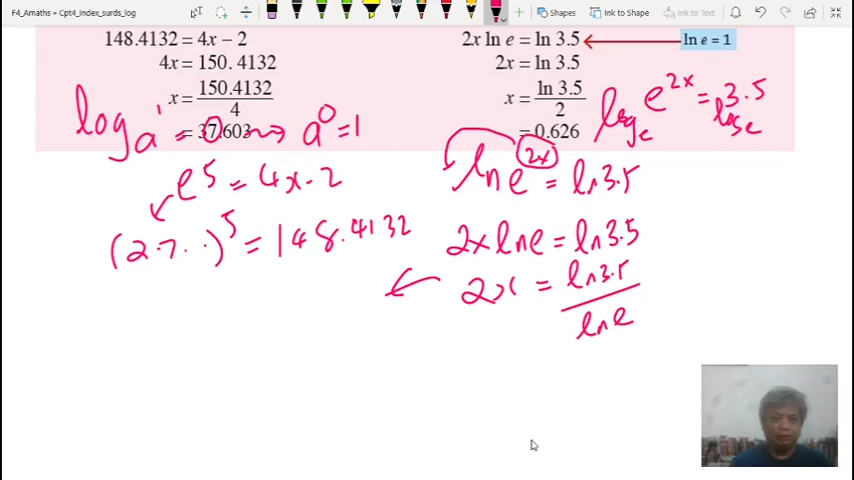 F4_Amaths » Cpt4_index_surds_log
Shapes
Ink to Shape
Ink to Text
148.4132 = 4x − 2
4x = 150. 4132
x = 150.4132 / 4
= 37.603
2x ln e = ln 3.5
ln e = 1
2x = ln 3.5
x = ln 3.5 / 2
= 0.626
log_a 1 = 0 → a^0 = 1
log_e e^2x = log_e 3.5
e^5 = 4x - 2
(2.7..)^5 = 148.4132
ln e^2x = ln 3.5
2x ln e = ln 3.5
2x = ln 3.5 / ln e